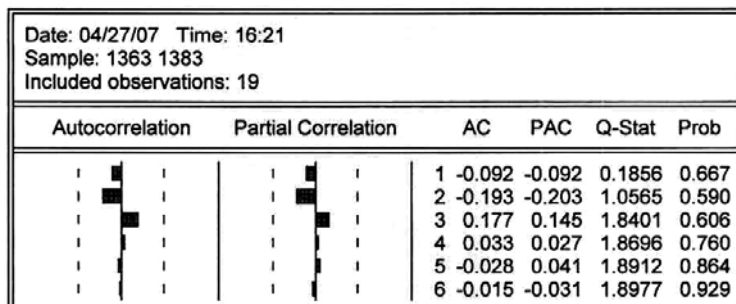 Date: 04/27/07 Time: 16:21
Sample: 1363 1383
Included observations: 19
Autocorrelation Partial Correlation AC PAC Q-Stat Prob
1 -0.092 -0.092 0.1856 0.667
2 -0.193 -0.203 1.0565 0.590
3 0.177 0.145 1.8401 0.606
4 0.033 0.027 1.8696 0.760
5 -0.028 0.041 1.8912 0.864
6 -0.015 -0.031 1.8977 0.929